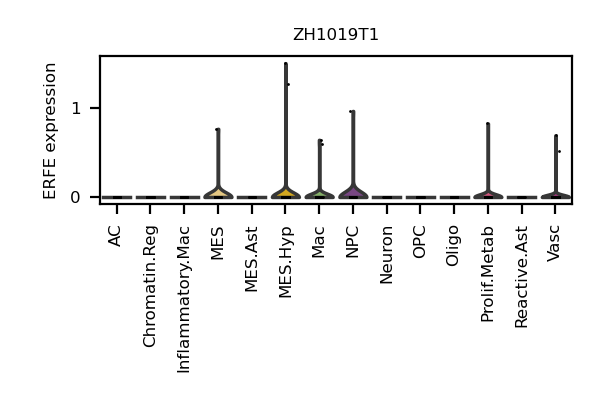 ZH1019T1
ERFE expression
1
0
AC
Chromatin.Reg
Inflammatory.Mac
MES
MES.Ast
MES.Hyp
Mac
NPC
Neuron
OPC
Oligo
Prolif.Metab
Reactive.Ast
Vasc